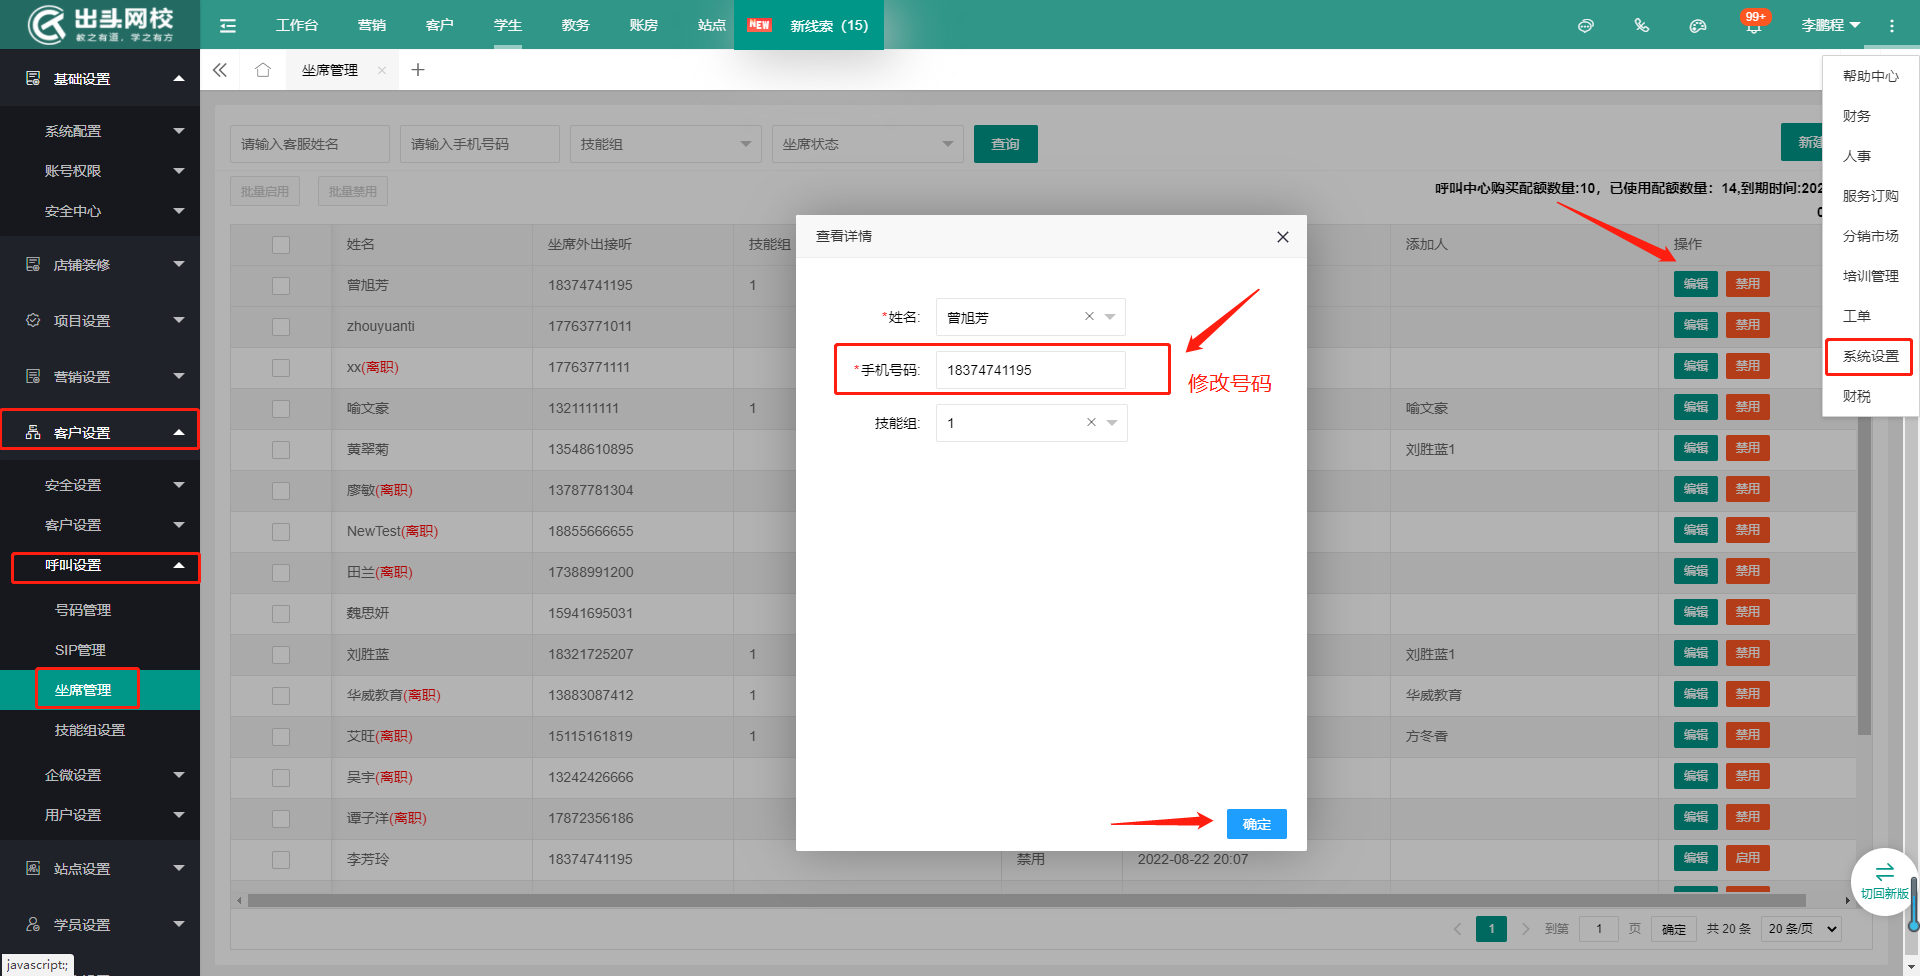 出头网校
教之有道，学之有方
工作台
营销
客户
学生
教务
账房
站点
NEW
新线索（15）
99+
李鹏程
基础设置
系统配置
账号权限
安全中心
店铺装修
项目设置
营销设置
客户设置
安全设置
客户设置
呼叫设置
号码管理
SIP管理
坐席管理
技能组设置
企微设置
用户设置
站点设置
学员设置
javascript:;
坐席管理
请输入客服姓名
请输入手机号码
技能组
坐席状态
查询
批量启用
批量禁用
呼叫中心购买配额数量:10，已使用配额数量：14,到期时间:202
姓名
坐席外出接听
技能组
添加人
操作
曾旭芳 18374741195 1 编辑 禁用
zhouyuanti 17763771011 编辑 禁用
xx(离职) 17763771111 编辑 禁用
喻文豪 1321111111 1 喻文豪 编辑 禁用
黄翠菊 13548610895 刘胜蓝1 编辑 禁用
廖敏(离职) 13787781304 编辑 禁用
NewTest(离职) 18855666655 编辑 禁用
田兰(离职) 17388991200 编辑 禁用
魏思妍 15941695031 编辑 禁用
刘胜蓝 18321725207 1 刘胜蓝1 编辑 禁用
华威教育(离职) 13883087412 1 华威教育 编辑 禁用
艾旺(离职) 15115161819 1 方冬香 编辑 禁用
吴宇(离职) 13242426666 编辑 禁用
谭子洋(离职) 17872356186 编辑 禁用
李芳玲 18374741195 禁用 2022-08-22 20:07 编辑 启用
1
到第 1 页 确定 共 20 条 20 条/页
查看详情
*姓名: 曾旭芳
*手机号码: 18374741195
修改号码
技能组: 1
确定
新建
帮助中心
财务
人事
服务订购
分销市场
培训管理
工单
系统设置
财税
切回新版